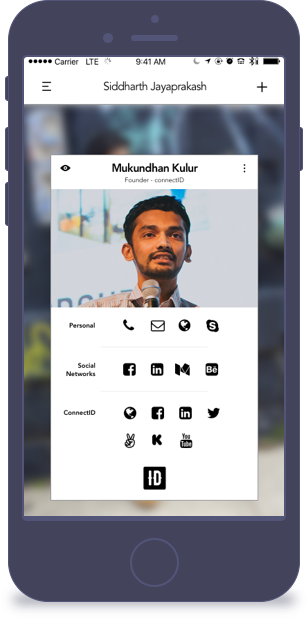 Carrier LTE 9:41 AM
Siddharth Jayaprakash
Mukundhan Kulur
Founder - connectID
Personal
Social
Networks
ConnectID
You
Tube
ID